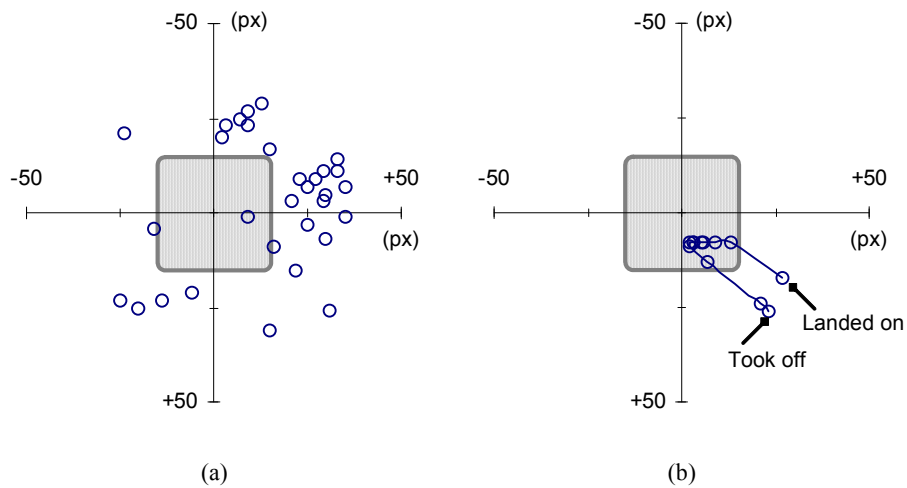 -50 (px)
-50 +50
(px)
+50
(a)
-50 (px)
-50 +50
(px)
Landed on
Took off
+50
(b)